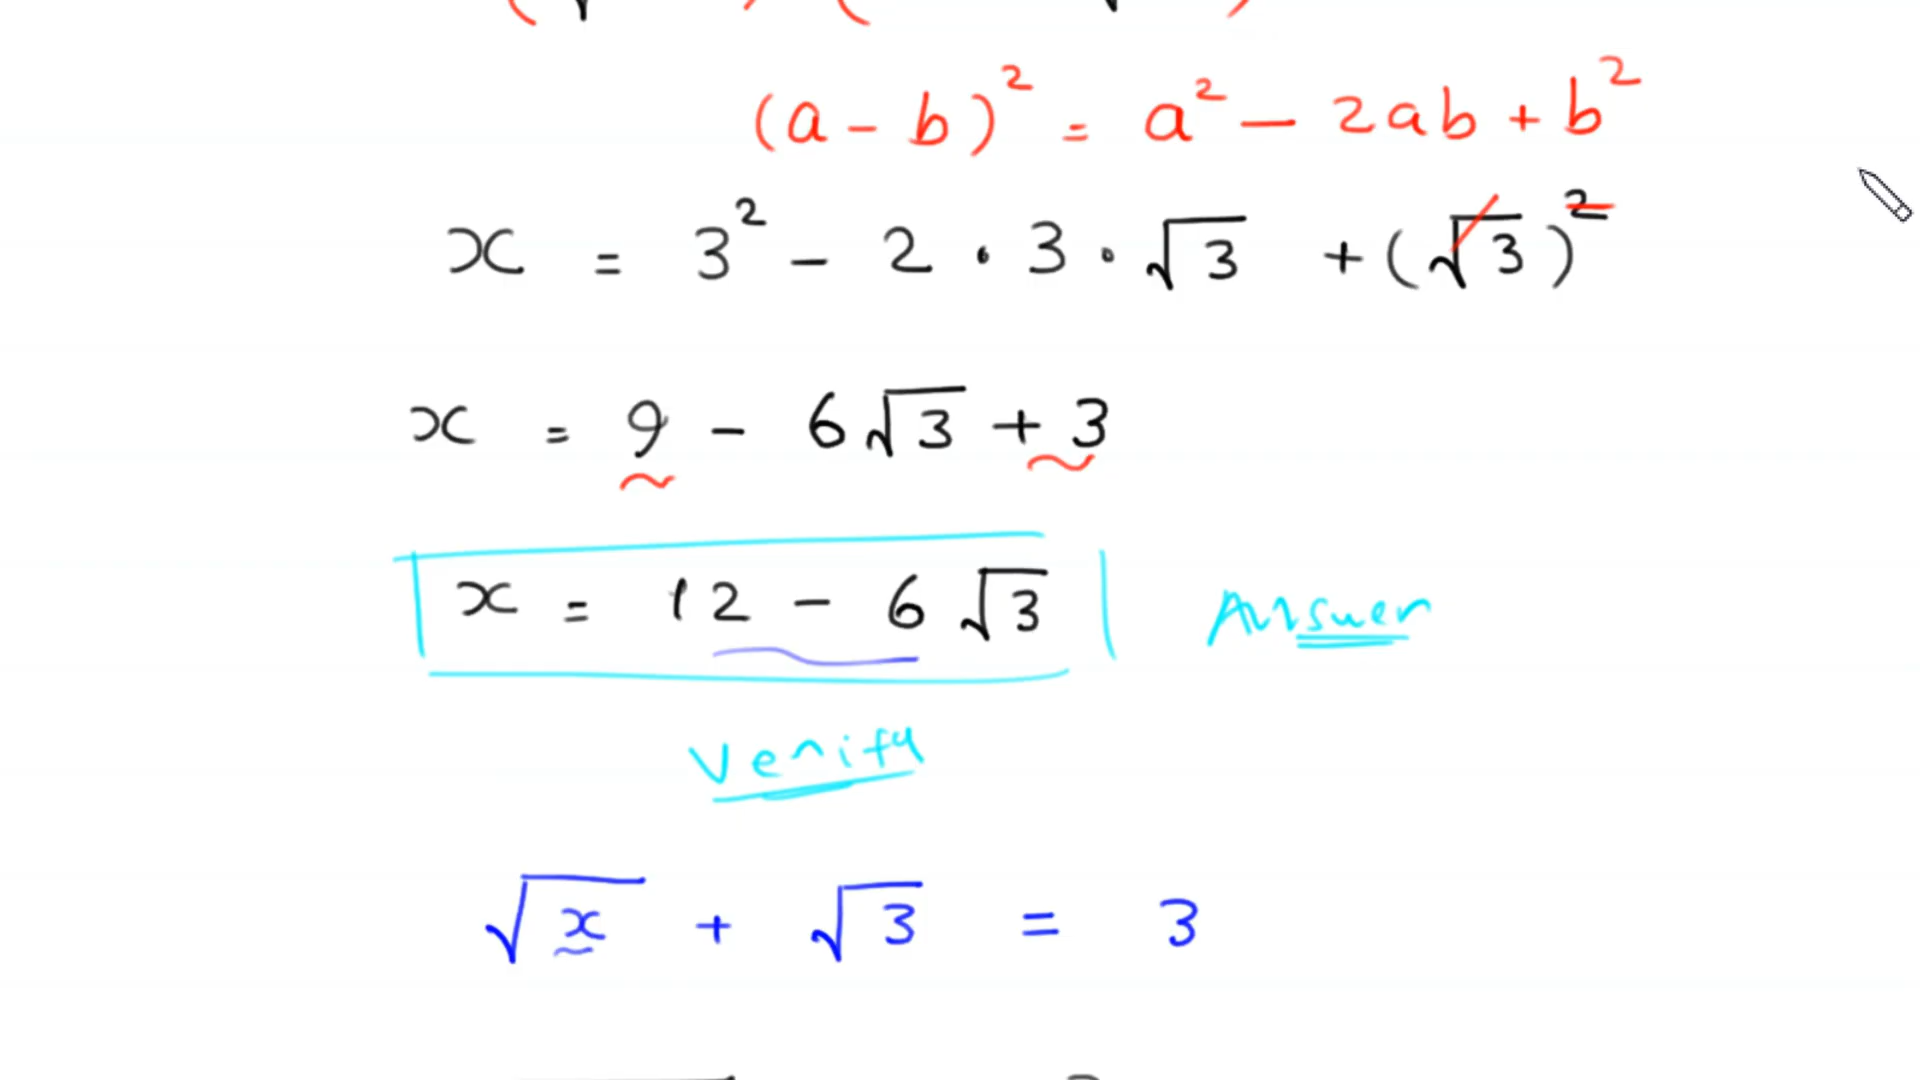 (a - b)² = a² - 2ab + b²
x = 3² - 2 · 3 · √3 + (√3)²
x = 9 - 6√3 + 3
x = 12 - 6√3 Answer
Verify
√x + √3 = 3